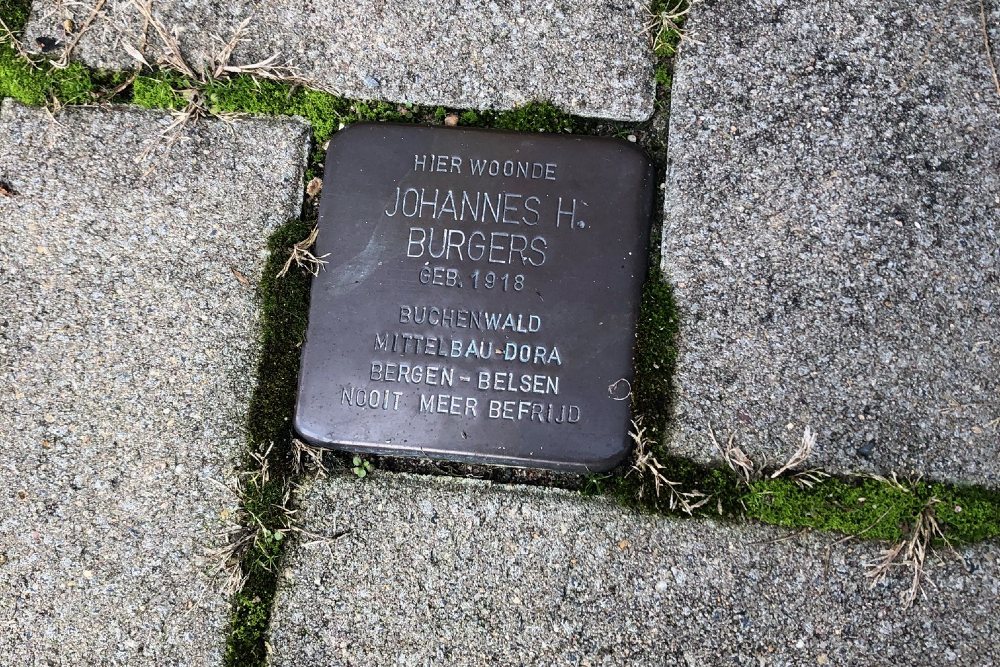 HIER WOONDE
JOHANNES H.
BURGERS
GEB. 1918
BUCHENWALD
MITTELBAU-DORA
BERGEN – BELSEN
NOOIT MEER BEFRIJD